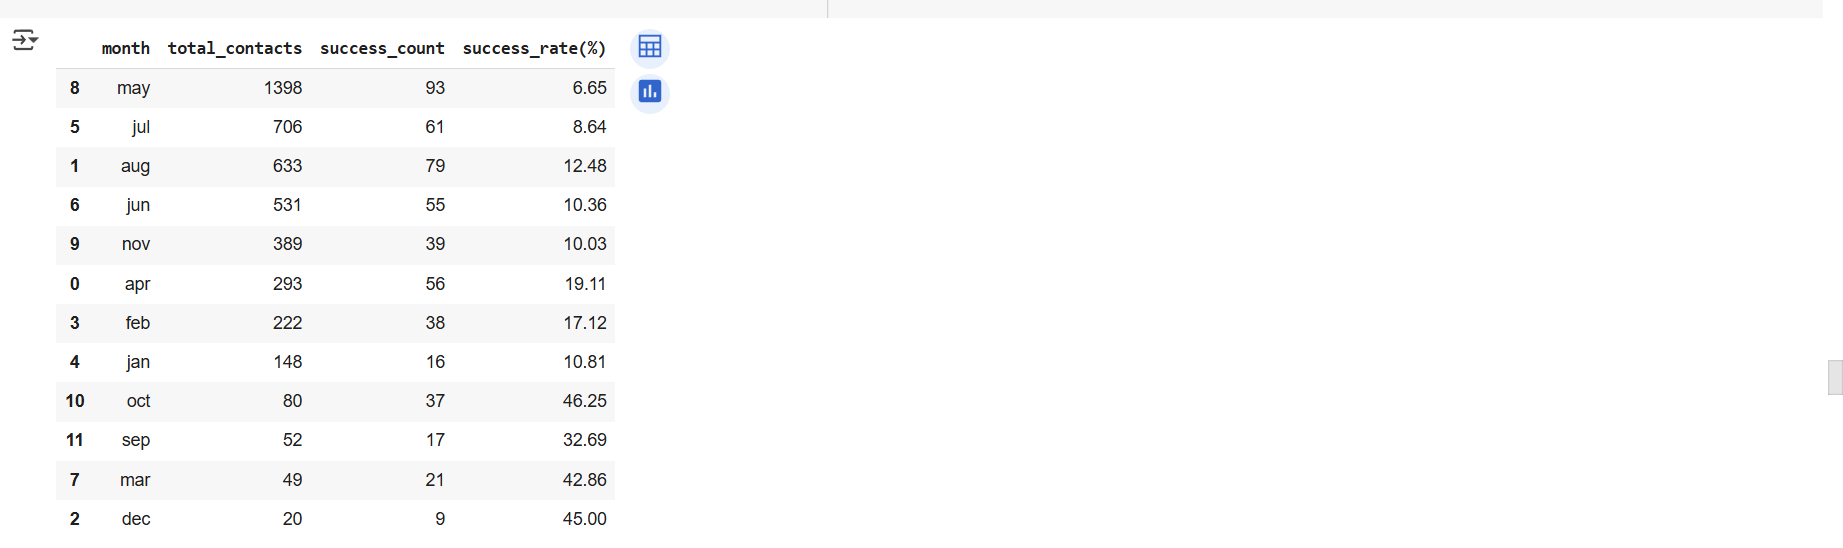 month total_contacts success_count success_rate(%)
8 may 1398 93 6.65
5 jul 706 61 8.64
1 aug 633 79 12.48
6 jun 531 55 10.36
9 nov 389 39 10.03
0 apr 293 56 19.11
3 feb 222 38 17.12
4 jan 148 16 10.81
10 oct 80 37 46.25
11 sep 52 17 32.69
7 mar 49 21 42.86
2 dec 20 9 45.00